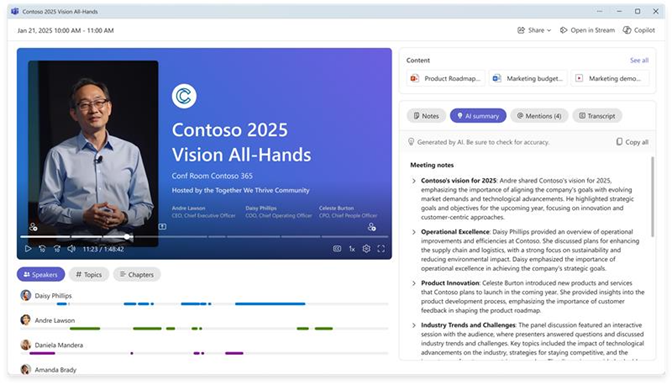 Contoso 2025 Vision All-Hands
Jan 21, 2025 10:00 AM - 11:00 AM
Share
Open in Stream
Copilot
Contoso 2025
Vision All-Hands
Conf Room Contoso 365
Hosted by the Together We Thrive Community
Andre Lawson
CEO, Chief Executive Officer
Daisy Phillips
COO, Chief Operating Officer
Celeste Burton
CPO, Chief People Officer
11:23 / 1:48:42
1x
Speakers
Topics
Chapters
Daisy Phillips
Andre Lawson
Daniela Mandera
Amanda Brady
Content
See all
Product Roadmap...
Marketing budget...
Marketing demo...
Notes
AI summary
Mentions (4)
Transcript
Generated by AI. Be sure to check for accuracy.
Copy all
Meeting notes
Contoso's vision for 2025: Andre shared Contoso's vision for 2025,
emphasizing the importance of aligning the company's goals with evolving
market demands and technological advancements. He highlighted strategic
goals and objectives for the upcoming year, focusing on innovation and
customer-centric approaches.
Operational Excellence: Daisy Phillips provided an overview of operational
improvements and efficiencies at Contoso. She discussed plans for enhancing
the supply chain and logistics, with a strong focus on sustainability and
reducing environmental impact. Daisy emphasized the importance of
operational excellence in achieving the company's strategic goals.
Product Innovation: Celeste Burton introduced new products and services
that Contoso plans to launch in the coming year. She provided insights into the
product development process, emphasizing the importance of customer
feedback in shaping the product roadmap.
Industry Trends and Challenges: The panel discussion featured an interactive
session with the audience, where presenters answered questions and discussed
industry trends and challenges. Key topics included the impact of technological
advancements on the industry, strategies for staying competitive, and the